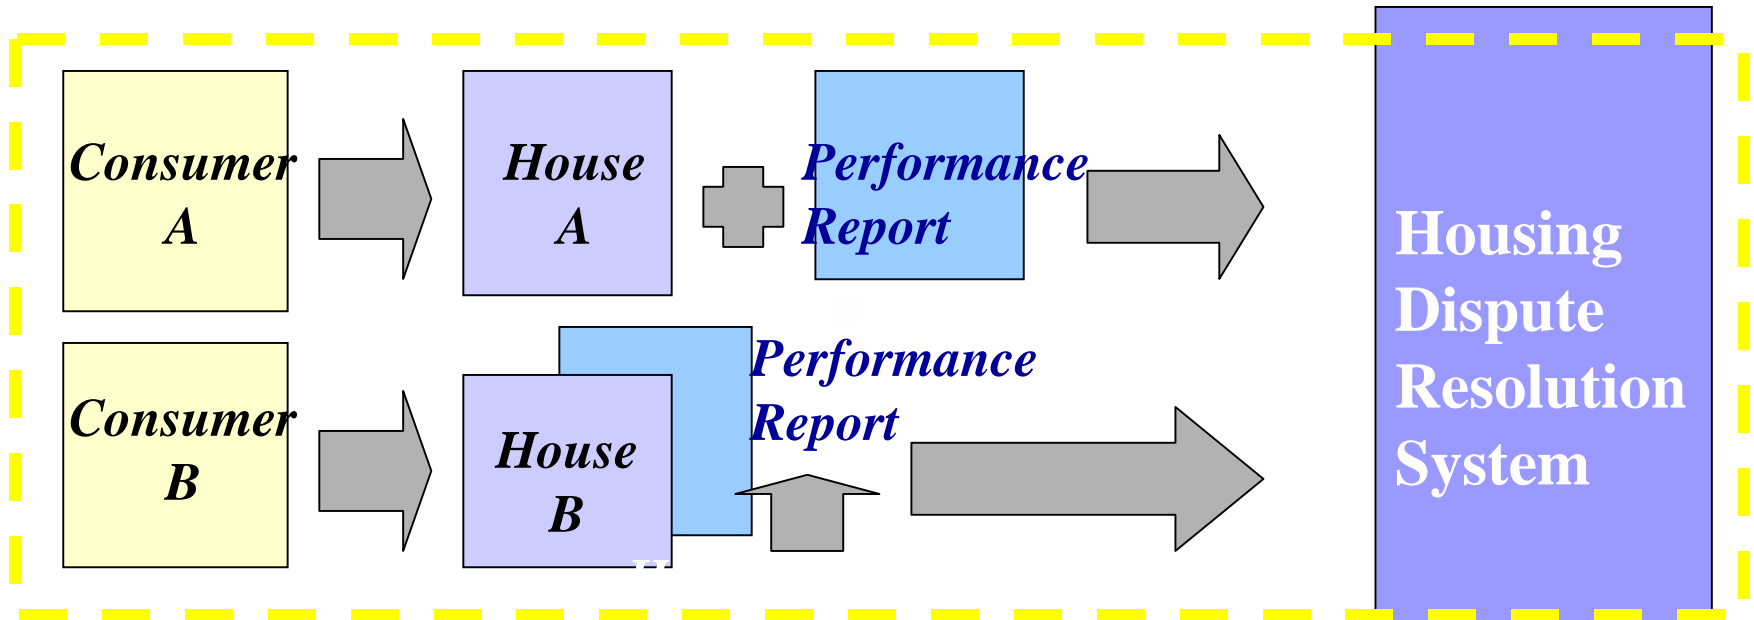 Consumer
A
House
A
Performance
Report
Consumer
B
House
B
Performance
Report
Housing
Dispute
Resolution
System